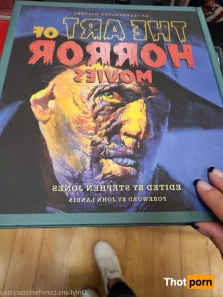 AN ILLUSTRATED HISTORY
THE ART OF
HORROR
MOVIES
EDITED BY STEPHEN JONES
FOREWORD BY JOHN LANDIS
Thot porn